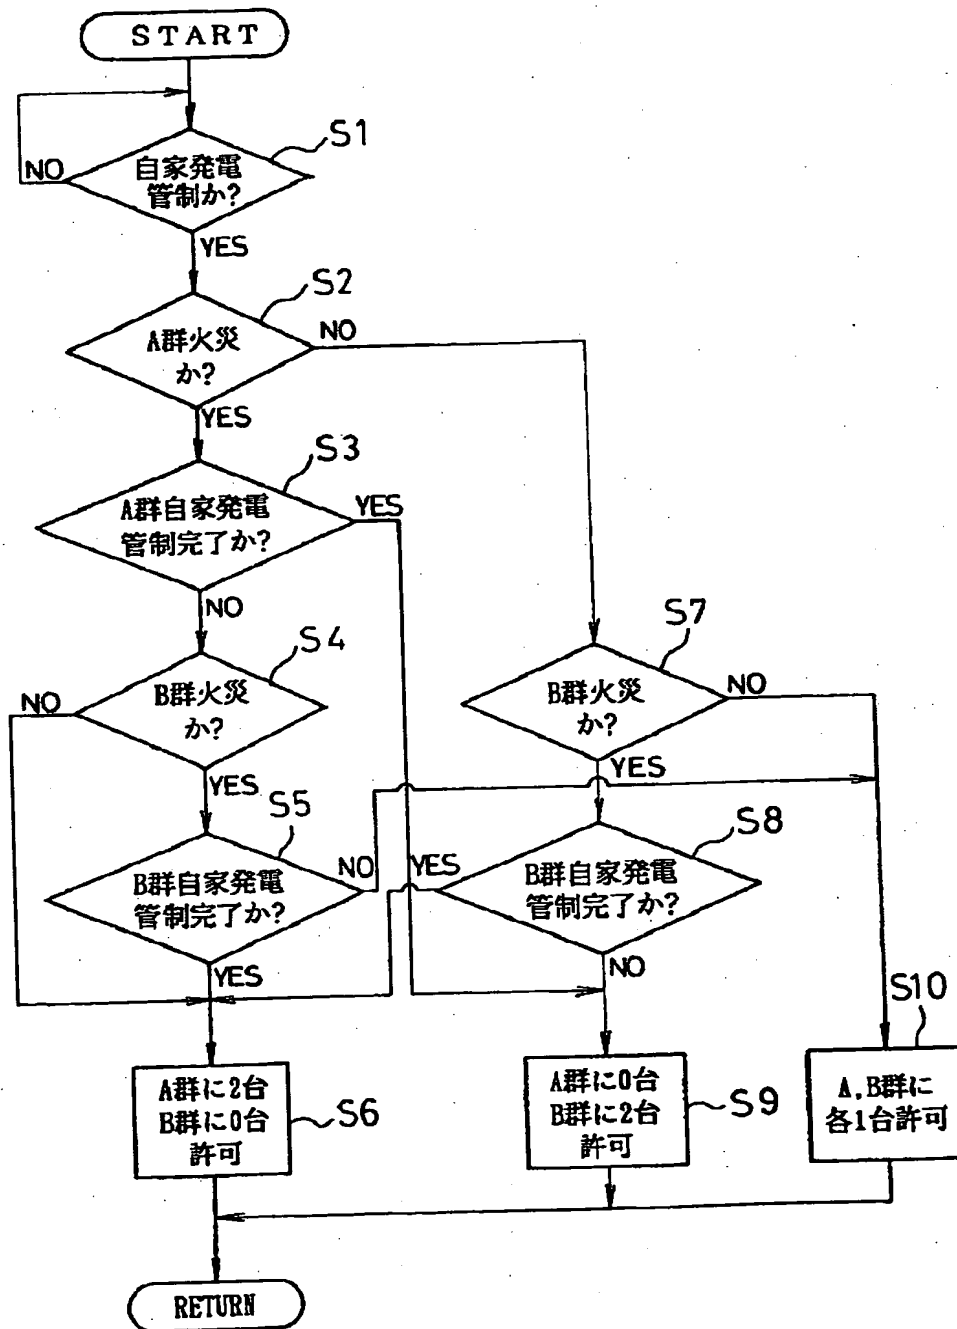 START
S1
自家発電
管制か?
NO
YES
S2
A群火災
か?
NO
YES
S3
A群自家発電
管制完了か?
YES
NO
S4
B群火災
か?
NO
YES
S5
B群自家発電
管制完了か?
NO
YES
S6
A群に2台
B群に0台
許可
S7
B群火災
か?
NO
YES
S8
B群自家発電
管制完了か?
YES
NO
S9
A群に0台
B群に2台
許可
S10
A,B群に
各1台許可
RETURN